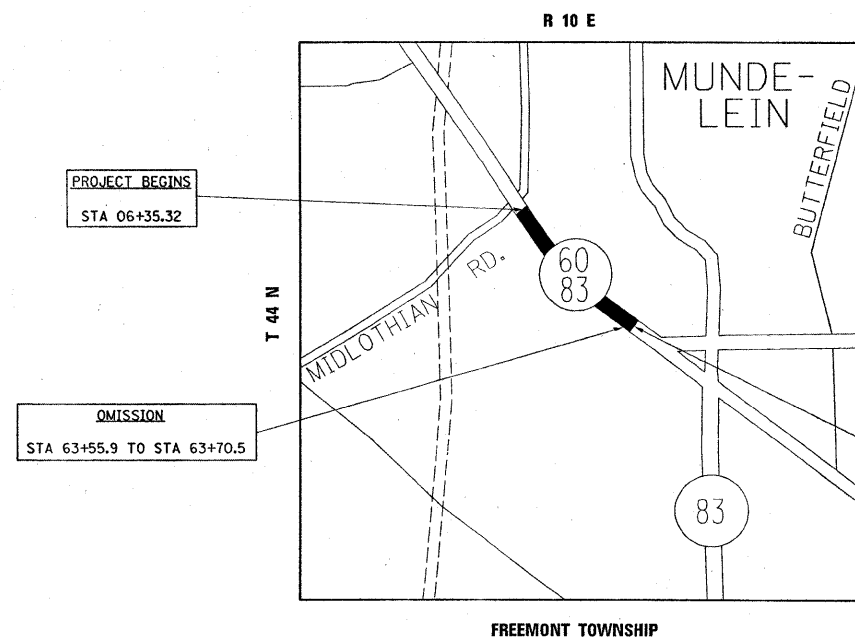 R 10 E
MUNDE-
LEIN
BUTTERFIELD
PROJECT BEGINS
STA 06+35.32
60
83
T 44 N
MIDLOTHIAN RD.
OMISSION
STA 63+55.9 TO STA 63+70.5
83
FREEMONT TOWNSHIP